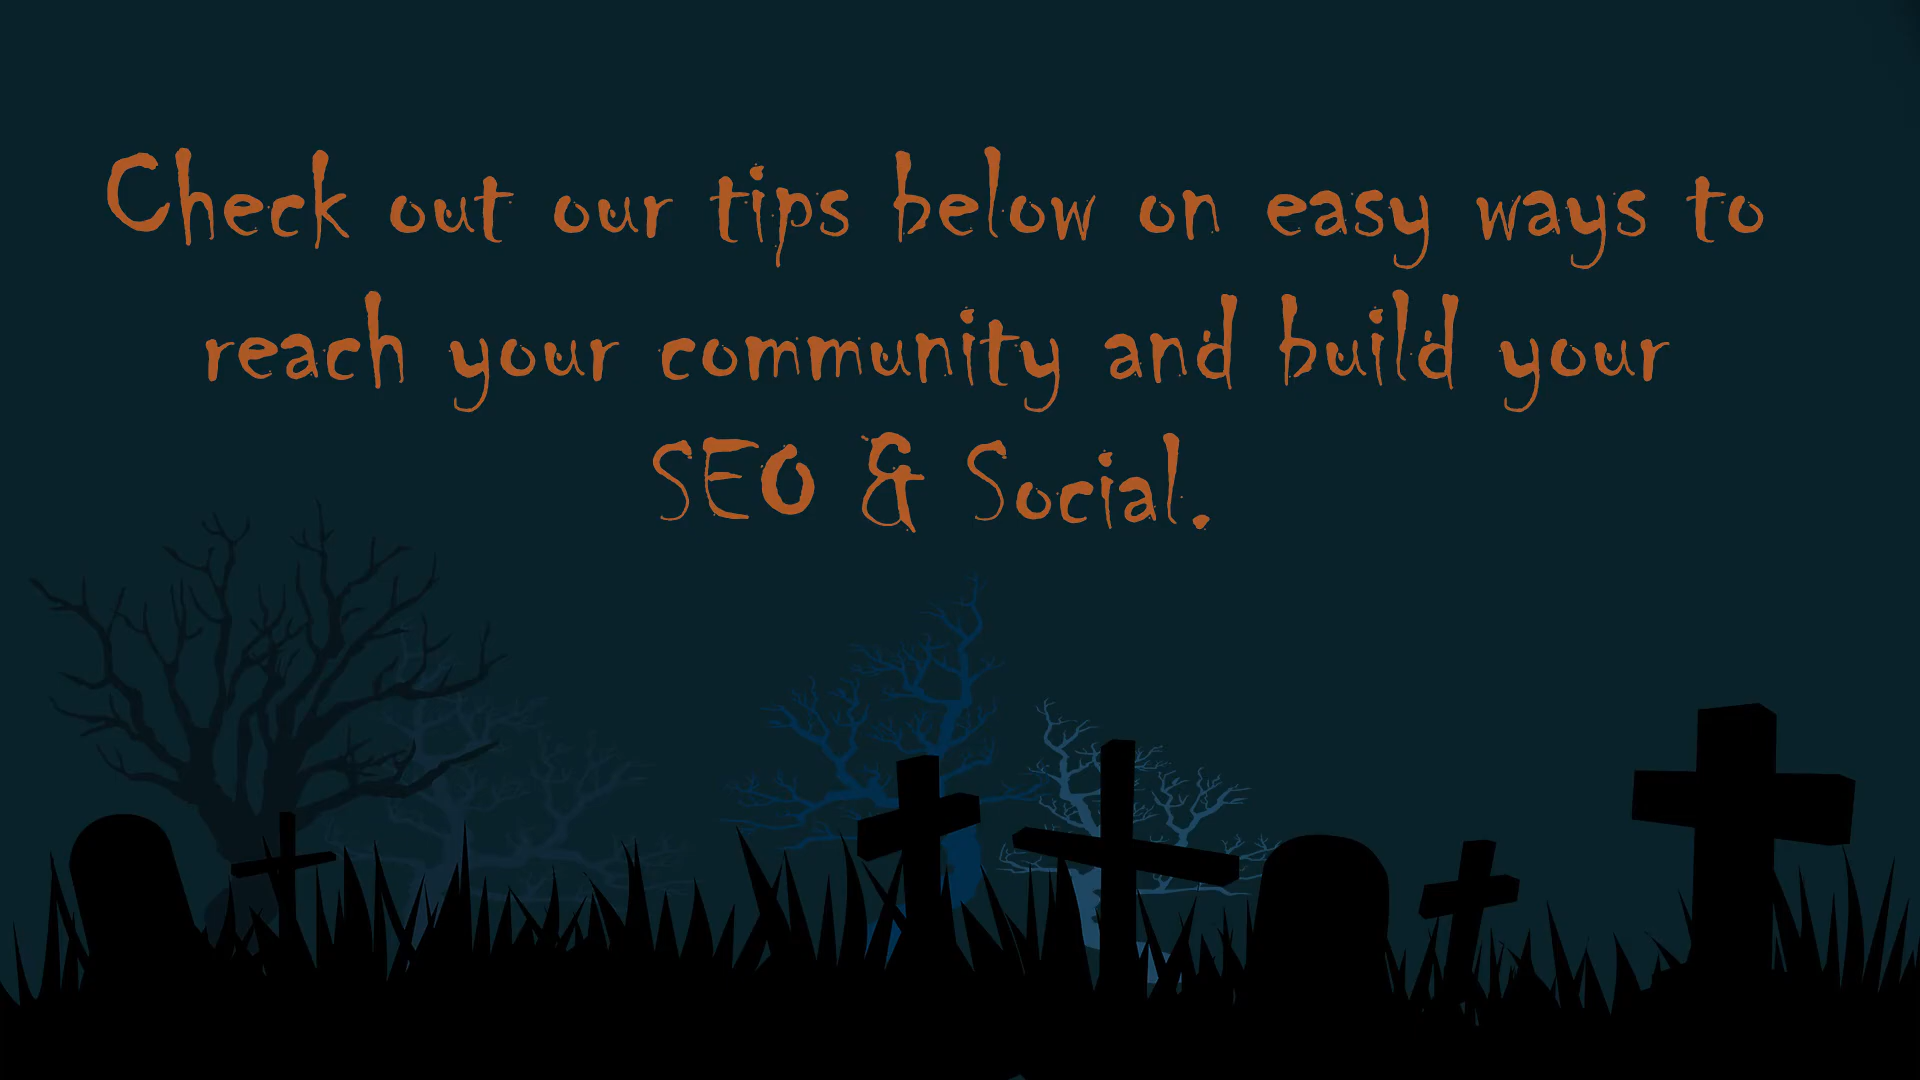 Check out our tips below on easy ways to
reach your community and build your
SEO & Social.